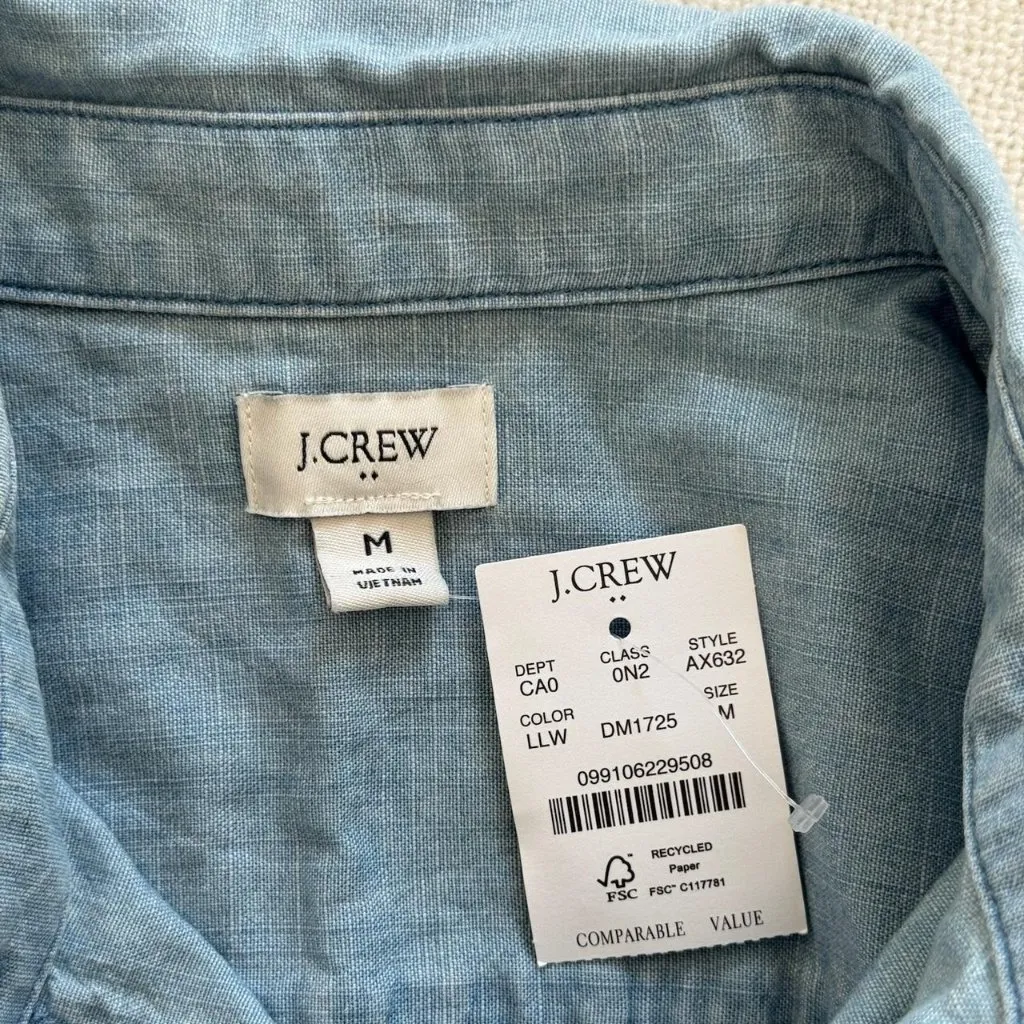 J.CREW
M
MADE IN
VIETNAM
J.CREW
DEPT CLASS STYLE
CA0 0N2 AX632
COLOR SIZE
LLW DM1725 M
099106229508
RECYCLED
Paper
FSC FSC™ C117781
COMPARABLE VALUE